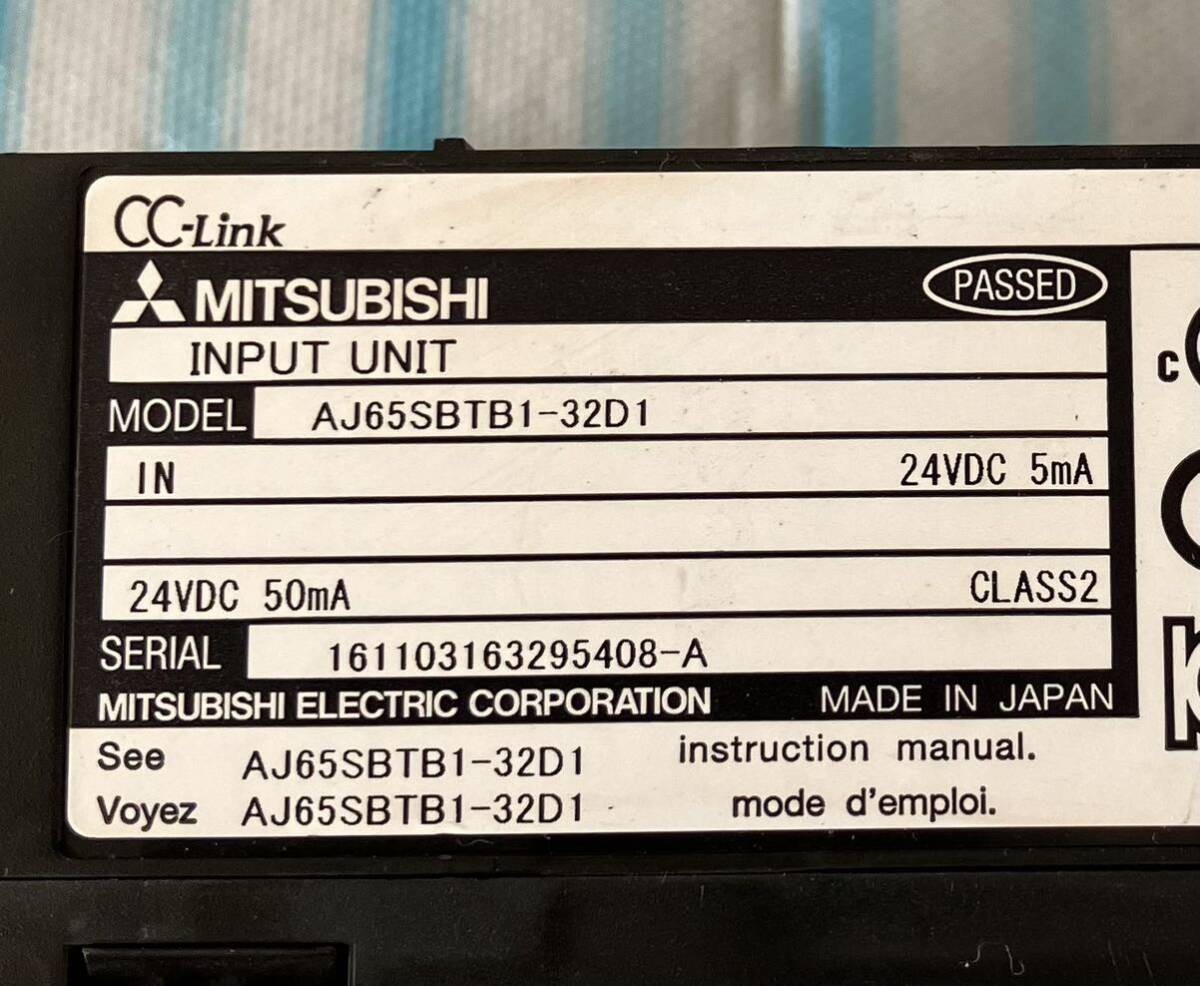 CC-Link
MITSUBISHI PASSED
INPUT UNIT
C
MODEL AJ65SBTB1-32D1
IN 24VDC 5mA
24VDC 50mA CLASS2
SERIAL 161103163295408-A
MITSUBISHI ELECTRIC CORPORATION MADE IN JAPAN
See AJ65SBTB1-32D1 instruction manual.
Voyez AJ65SBTB1-32D1 mode d'emploi.